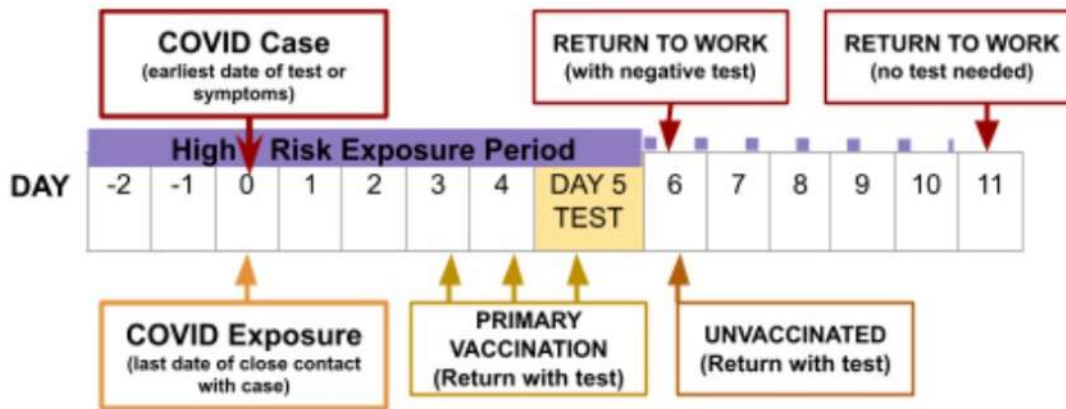 COVID Case
(earliest date of test or
symptoms)
RETURN TO WORK
(with negative test)
RETURN TO WORK
(no test needed)
High Risk Exposure Period
DAY -2 -1 0 1 2 3 4 DAY 5 6 7 8 9 10 11
TEST
COVID Exposure
(last date of close contact
with case)
PRIMARY
VACCINATION
(Return with test)
UNVACCINATED
(Return with test)